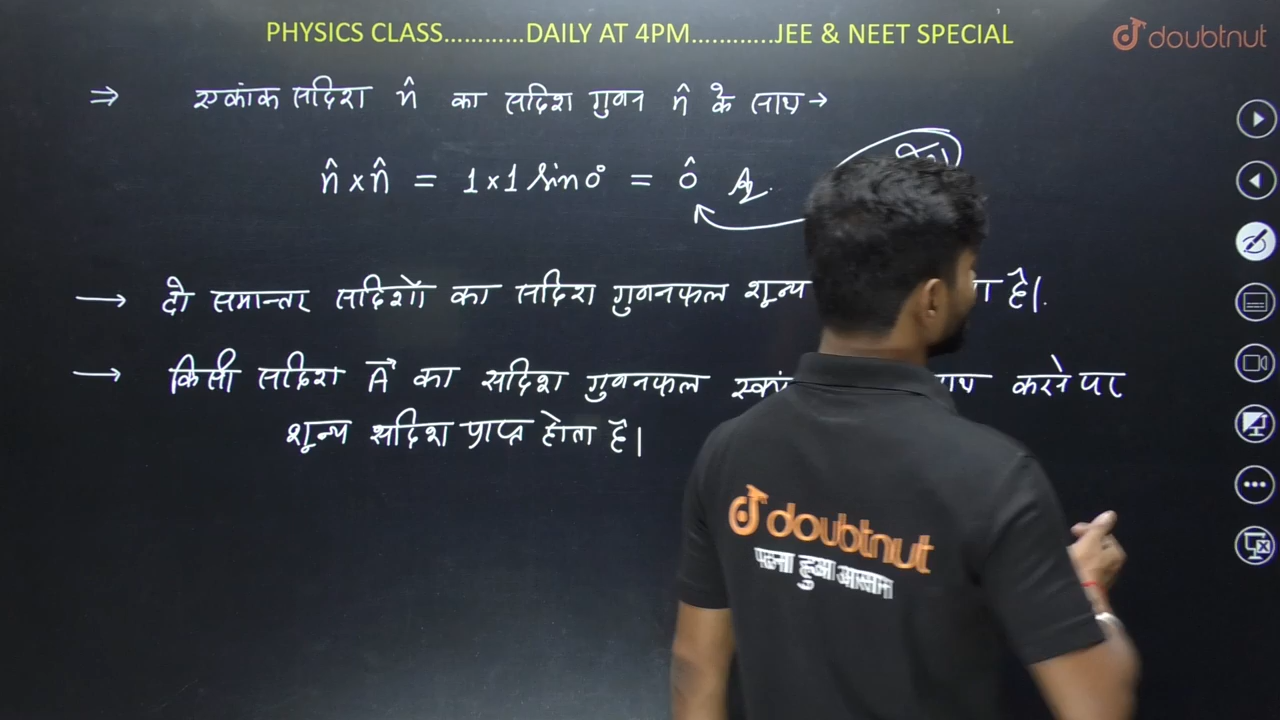 PHYSICS CLASS............DAILY AT 4PM............JEE & NEET SPECIAL
doubtnut
⇒ एकांक सदिश n̂ का सदिश गुणन n̂ के साथ →
n̂ × n̂ = 1×1 sin 0° = 0̂
→ दो समान्तर सदिशों का सदिश गुणनफल शून्य है।
→ किसी सदिश A⃗ का सदिश गुणनफल करने पर
शून्य सदिश प्राप्त होता है।
doubtnut
पढ़ना हुआ आसान